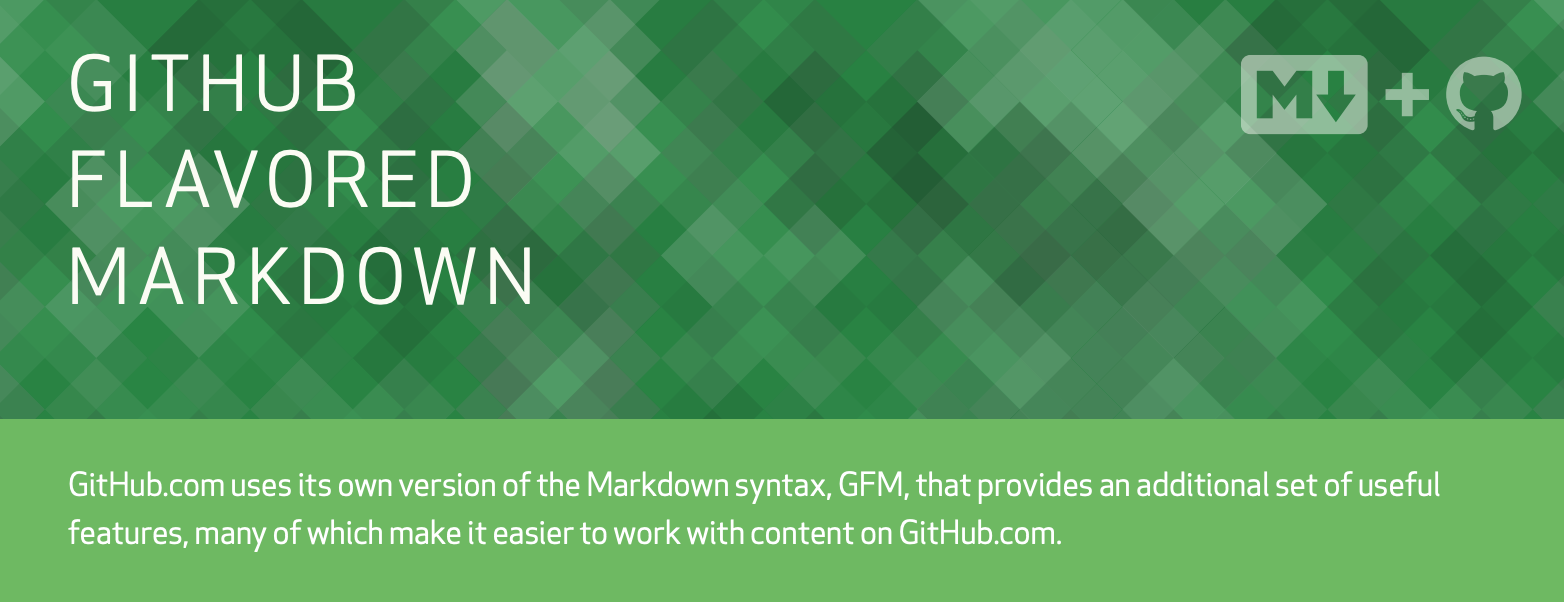 GITHUB
FLAVORED
MARKDOWN
M
GitHub.com uses its own version of the Markdown syntax, GFM, that provides an additional set of useful
features, many of which make it easier to work with content on GitHub.com.